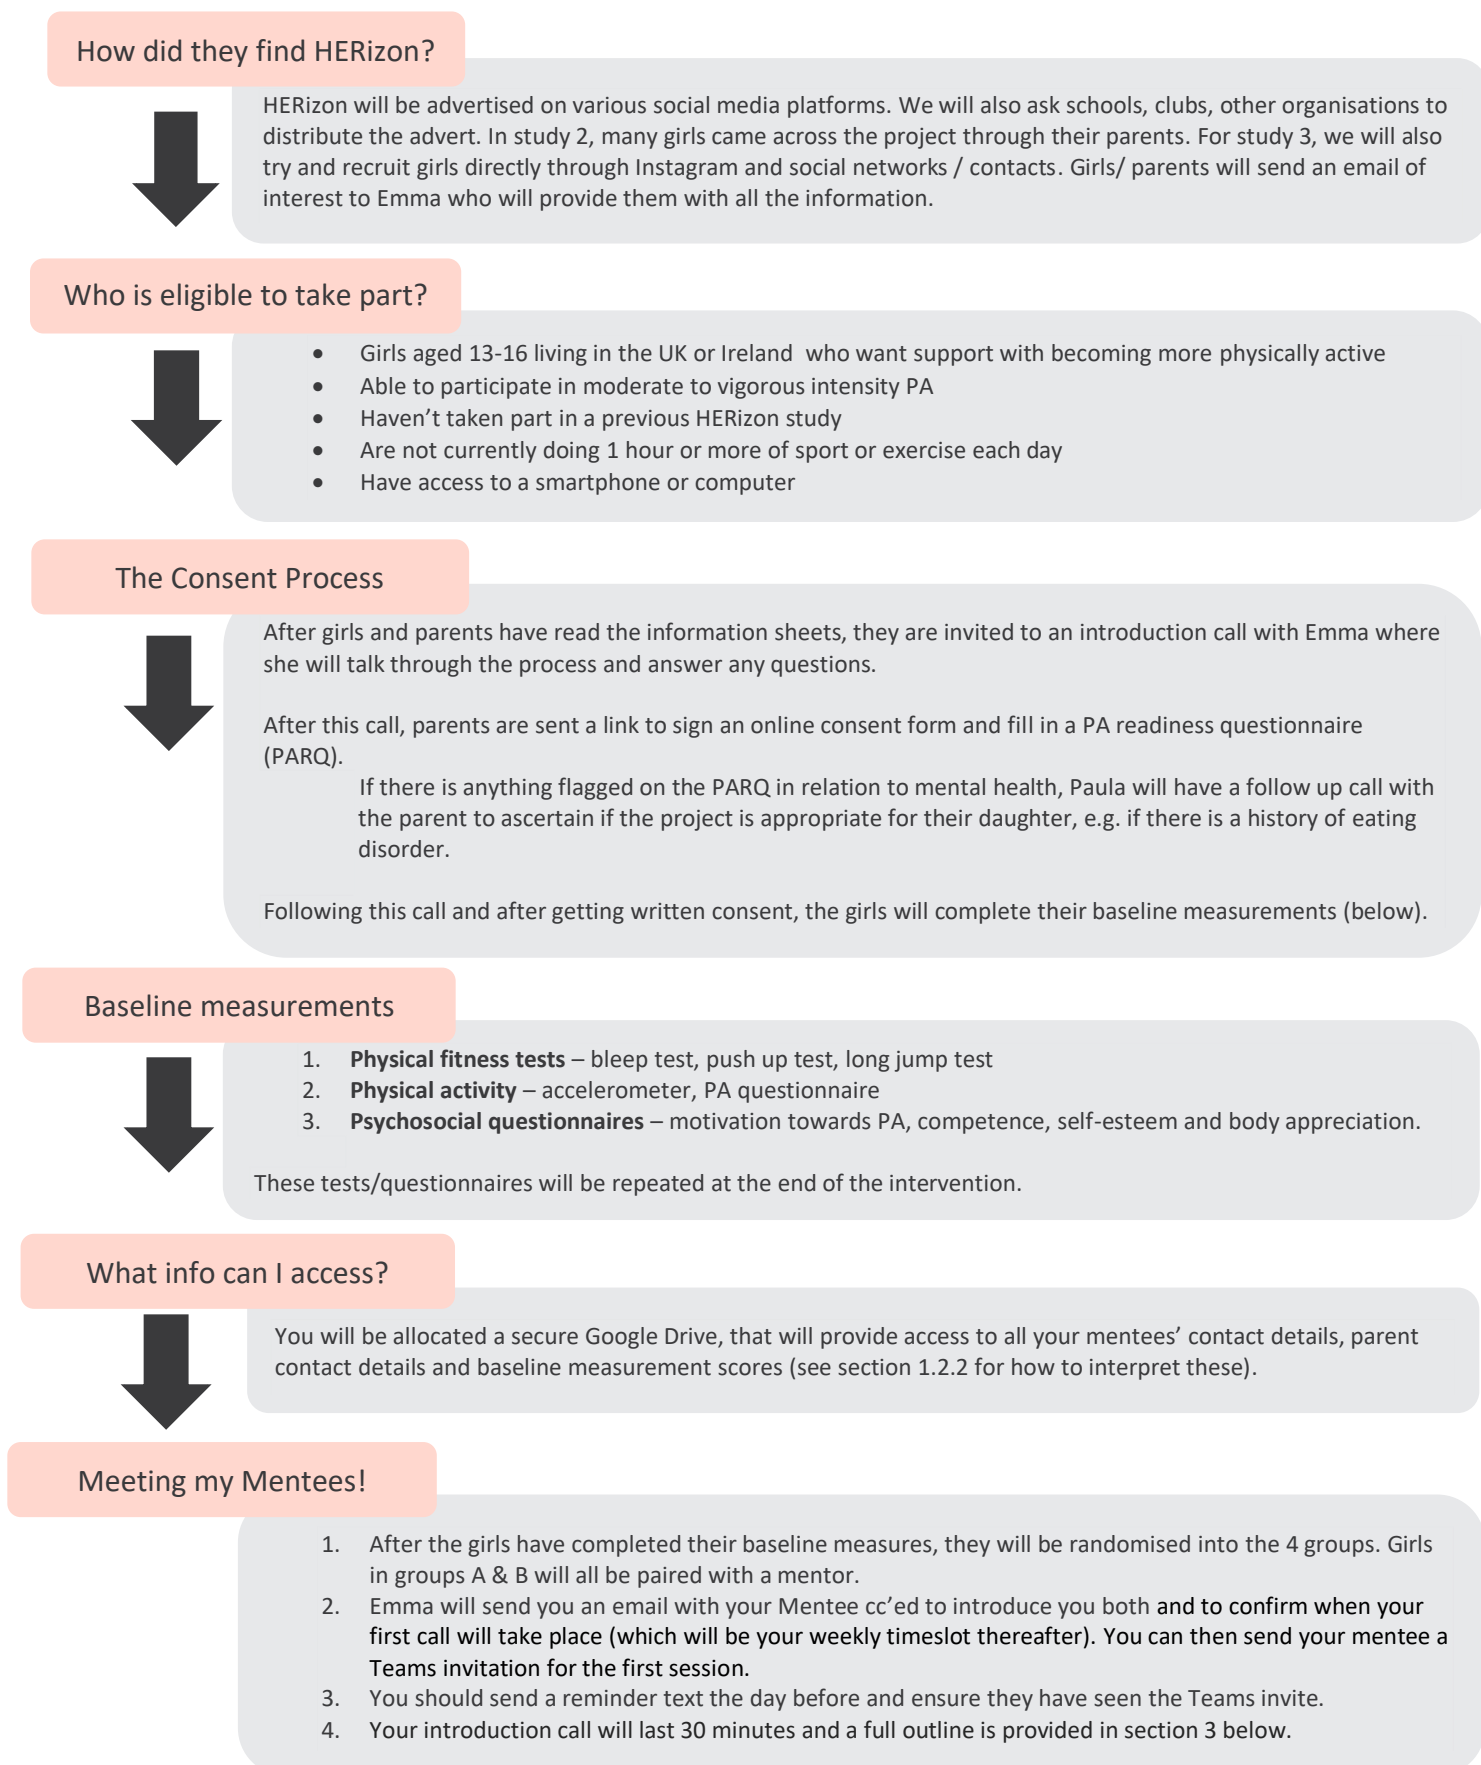 How did they find HERizon?
HERizon will be advertised on various social media platforms. We will also ask schools, clubs, other organisations to
distribute the advert. In study 2, many girls came across the project through their parents. For study 3, we will also
try and recruit girls directly through Instagram and social networks / contacts. Girls/ parents will send an email of
interest to Emma who will provide them with all the information.
Who is eligible to take part?
• Girls aged 13-16 living in the UK or Ireland who want support with becoming more physically active
• Able to participate in moderate to vigorous intensity PA
• Haven’t taken part in a previous HERizon study
• Are not currently doing 1 hour or more of sport or exercise each day
• Have access to a smartphone or computer
The Consent Process
After girls and parents have read the information sheets, they are invited to an introduction call with Emma where
she will talk through the process and answer any questions.
After this call, parents are sent a link to sign an online consent form and fill in a PA readiness questionnaire
(PARQ).
If there is anything flagged on the PARQ in relation to mental health, Paula will have a follow up call with
the parent to ascertain if the project is appropriate for their daughter, e.g. if there is a history of eating
disorder.
Following this call and after getting written consent, the girls will complete their baseline measurements (below).
Baseline measurements
1. Physical fitness tests – bleep test, push up test, long jump test
2. Physical activity – accelerometer, PA questionnaire
3. Psychosocial questionnaires – motivation towards PA, competence, self-esteem and body appreciation.
These tests/questionnaires will be repeated at the end of the intervention.
What info can I access?
You will be allocated a secure Google Drive, that will provide access to all your mentees’ contact details, parent
contact details and baseline measurement scores (see section 1.2.2 for how to interpret these).
Meeting my Mentees!
1. After the girls have completed their baseline measures, they will be randomised into the 4 groups. Girls
in groups A & B will all be paired with a mentor.
2. Emma will send you an email with your Mentee cc’ed to introduce you both and to confirm when your
first call will take place (which will be your weekly timeslot thereafter). You can then send your mentee a
Teams invitation for the first session.
3. You should send a reminder text the day before and ensure they have seen the Teams invite.
4. Your introduction call will last 30 minutes and a full outline is provided in section 3 below.